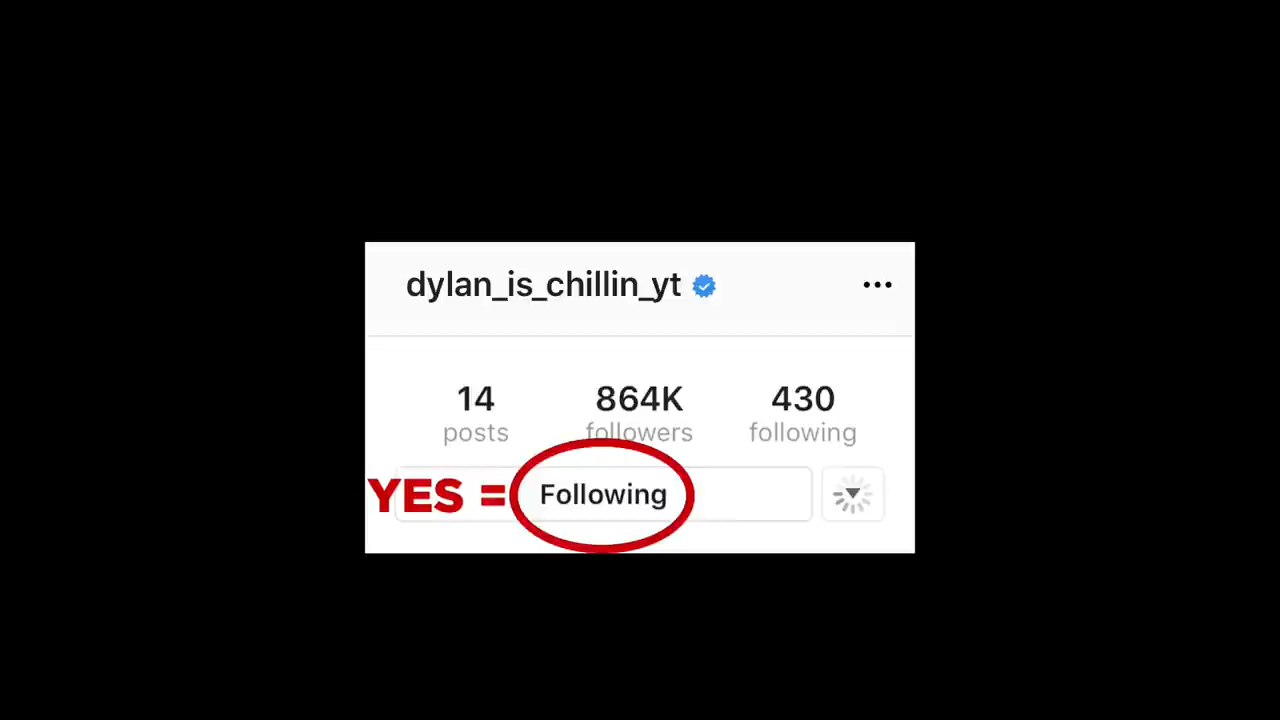 dylan_is_chillin_yt
14 864K 430
posts followers following
YES = Following